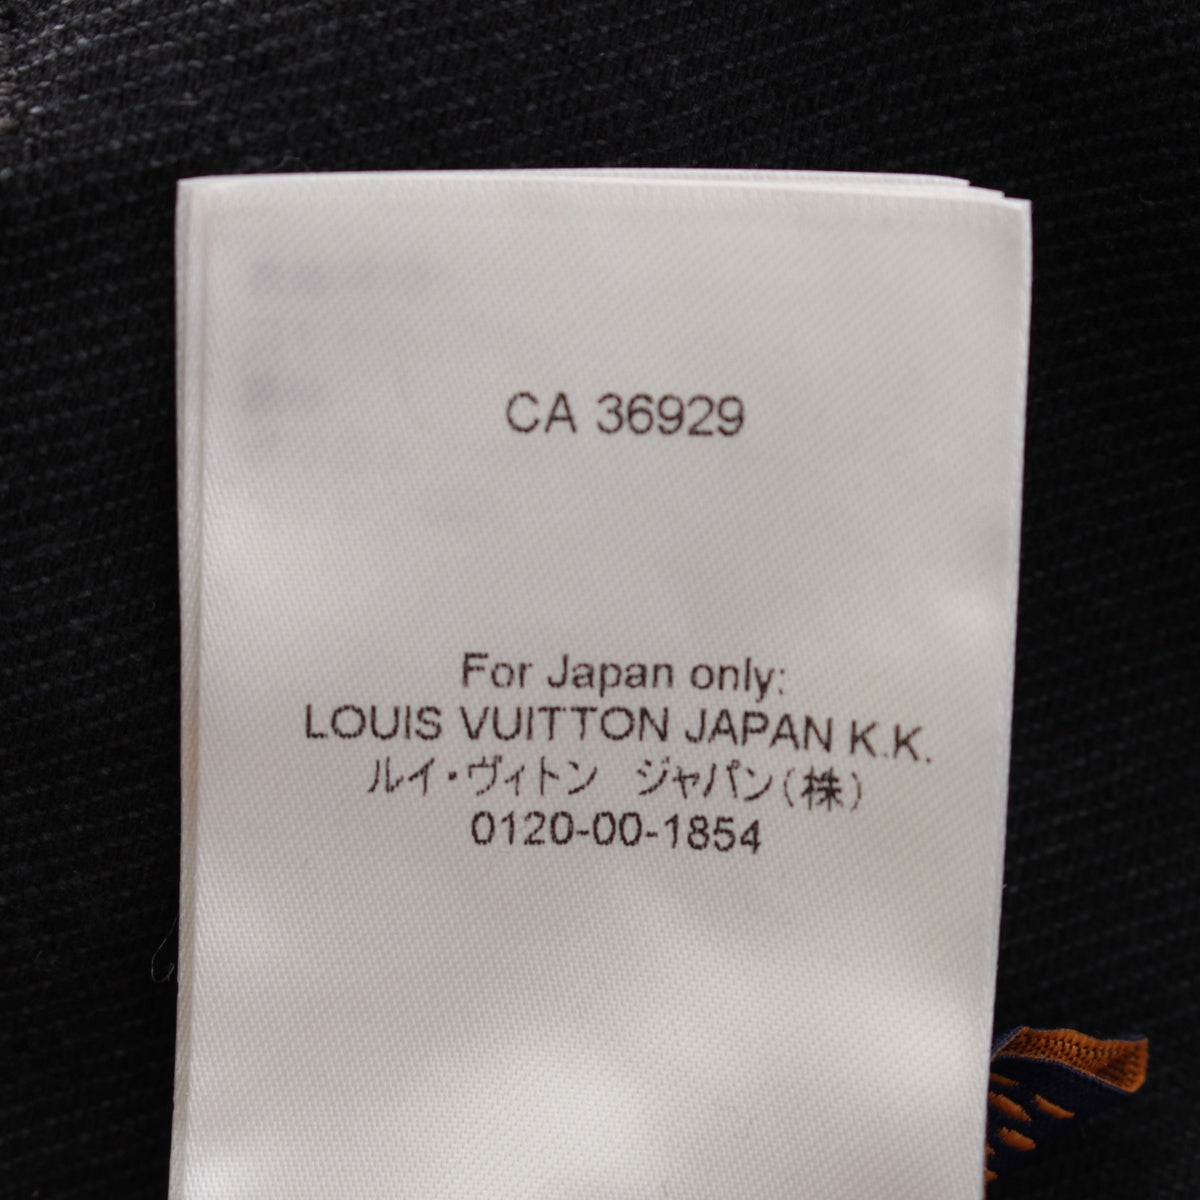 CA 36929
For Japan only:
LOUIS VUITTON JAPAN K.K.
ルイ・ヴィトン　ジャパン(株)
0120-00-1854